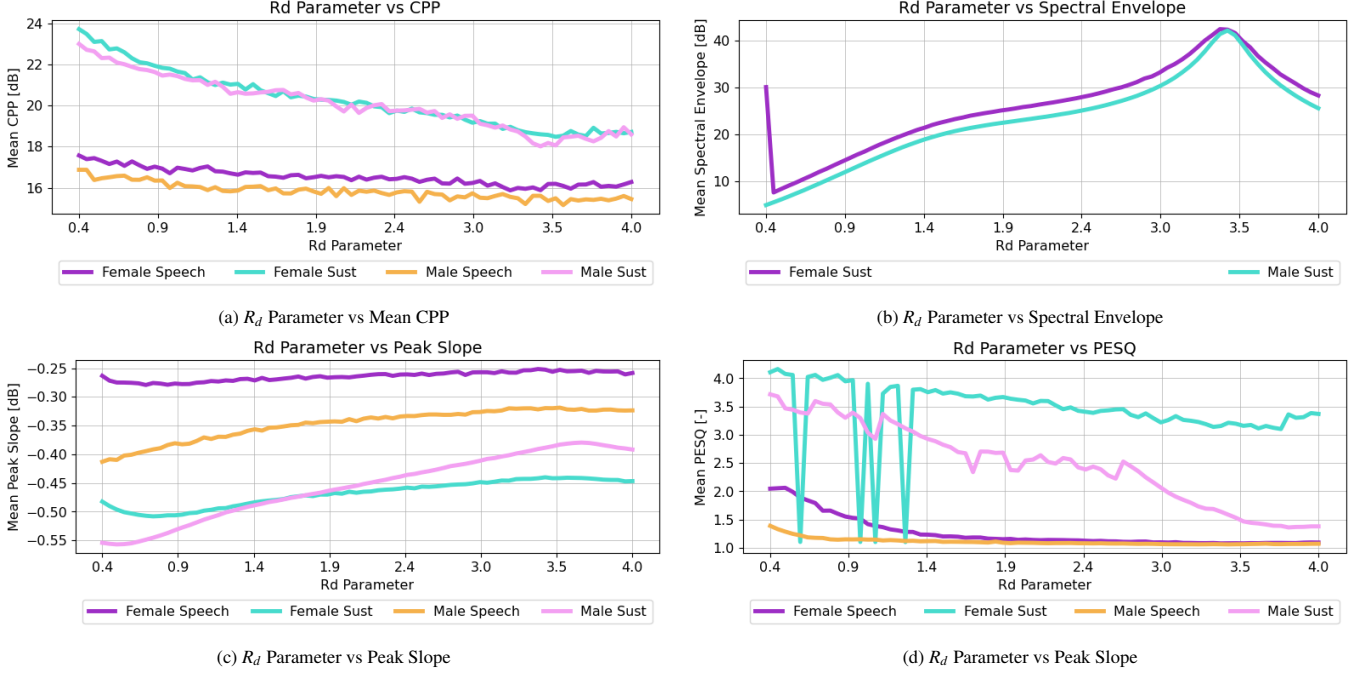 Rd Parameter vs CPP
Mean CPP [dB]
24
22
20
18
16
0.4 0.9 1.4 1.9 2.4 3.0 3.5 4.0
Rd Parameter
Female Speech Female Sust Male Speech Male Sust
(a) Rd Parameter vs Mean CPP
Rd Parameter vs Spectral Envelope
Mean Spectral Envelope [dB]
40
30
20
10
0.4 0.9 1.4 1.9 2.4 3.0 3.5 4.0
Rd Parameter
Female Sust Male Sust
(b) Rd Parameter vs Spectral Envelope
Rd Parameter vs Peak Slope
Mean Peak Slope [dB]
−0.25
−0.30
−0.35
−0.40
−0.45
−0.50
−0.55
0.4 0.9 1.4 1.9 2.4 3.0 3.5 4.0
Rd Parameter
Female Speech Female Sust Male Speech Male Sust
(c) Rd Parameter vs Peak Slope
Rd Parameter vs PESQ
Mean PESQ [-]
4.0
3.5
3.0
2.5
2.0
1.5
1.0
0.4 0.9 1.4 1.9 2.4 3.0 3.5 4.0
Rd Parameter
Female Speech Female Sust Male Speech Male Sust
(d) Rd Parameter vs Peak Slope